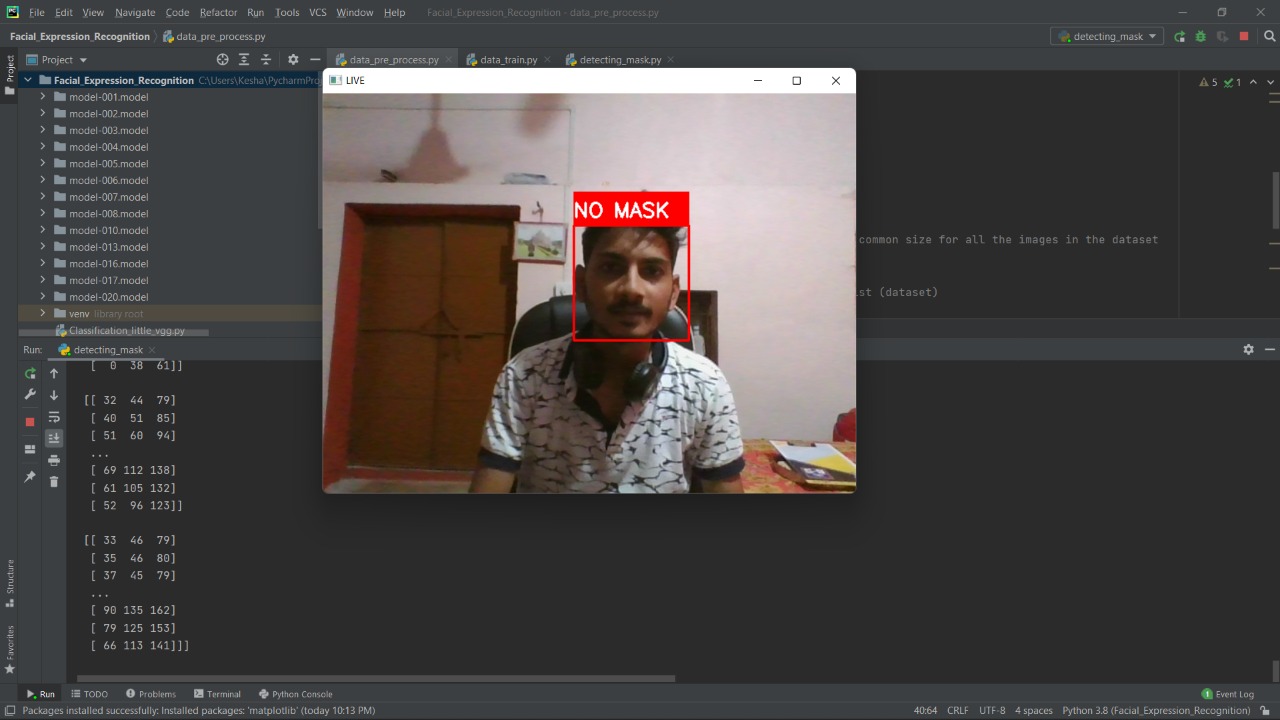 PC File Edit View Navigate Code Refactor Run Tools VCS Window Help Facial_Expression_Recognition - data_pre_process.py
Facial_Expression_Recognition data_pre_process.py detecting_mask
Project Project data_pre_process.py data_train.py detecting_mask.py
Facial_Expression_Recognition C:\Users\Kesha\PycharmPro
LIVE
5 1
model-001.model
model-002.model
model-003.model
model-004.model
model-005.model
model-006.model
model-007.model
model-008.model
model-010.model
model-013.model
model-016.model
model-017.model
model-020.model
venv library root
Classification_little_vgg.py
NO MASK
common size for all the images in the dataset
ist (dataset)
Run: detecting_mask
[ 0 38 61]]
[[ 32 44 79]
[ 40 51 85]
[ 51 60 94]
...
[ 69 112 138]
[ 61 105 132]
[ 52 96 123]]
[[ 33 46 79]
[ 35 46 80]
[ 37 45 79]
...
[ 90 135 162]
[ 79 125 153]
[ 66 113 141]]]
Structure
Favorites
Run TODO Problems Terminal Python Console 1 Event Log
Packages installed successfully: Installed packages: 'matplotlib' (today 10:13 PM) 40:64 CRLF UTF-8 4 spaces Python 3.8 (Facial_Expression_Recognition)